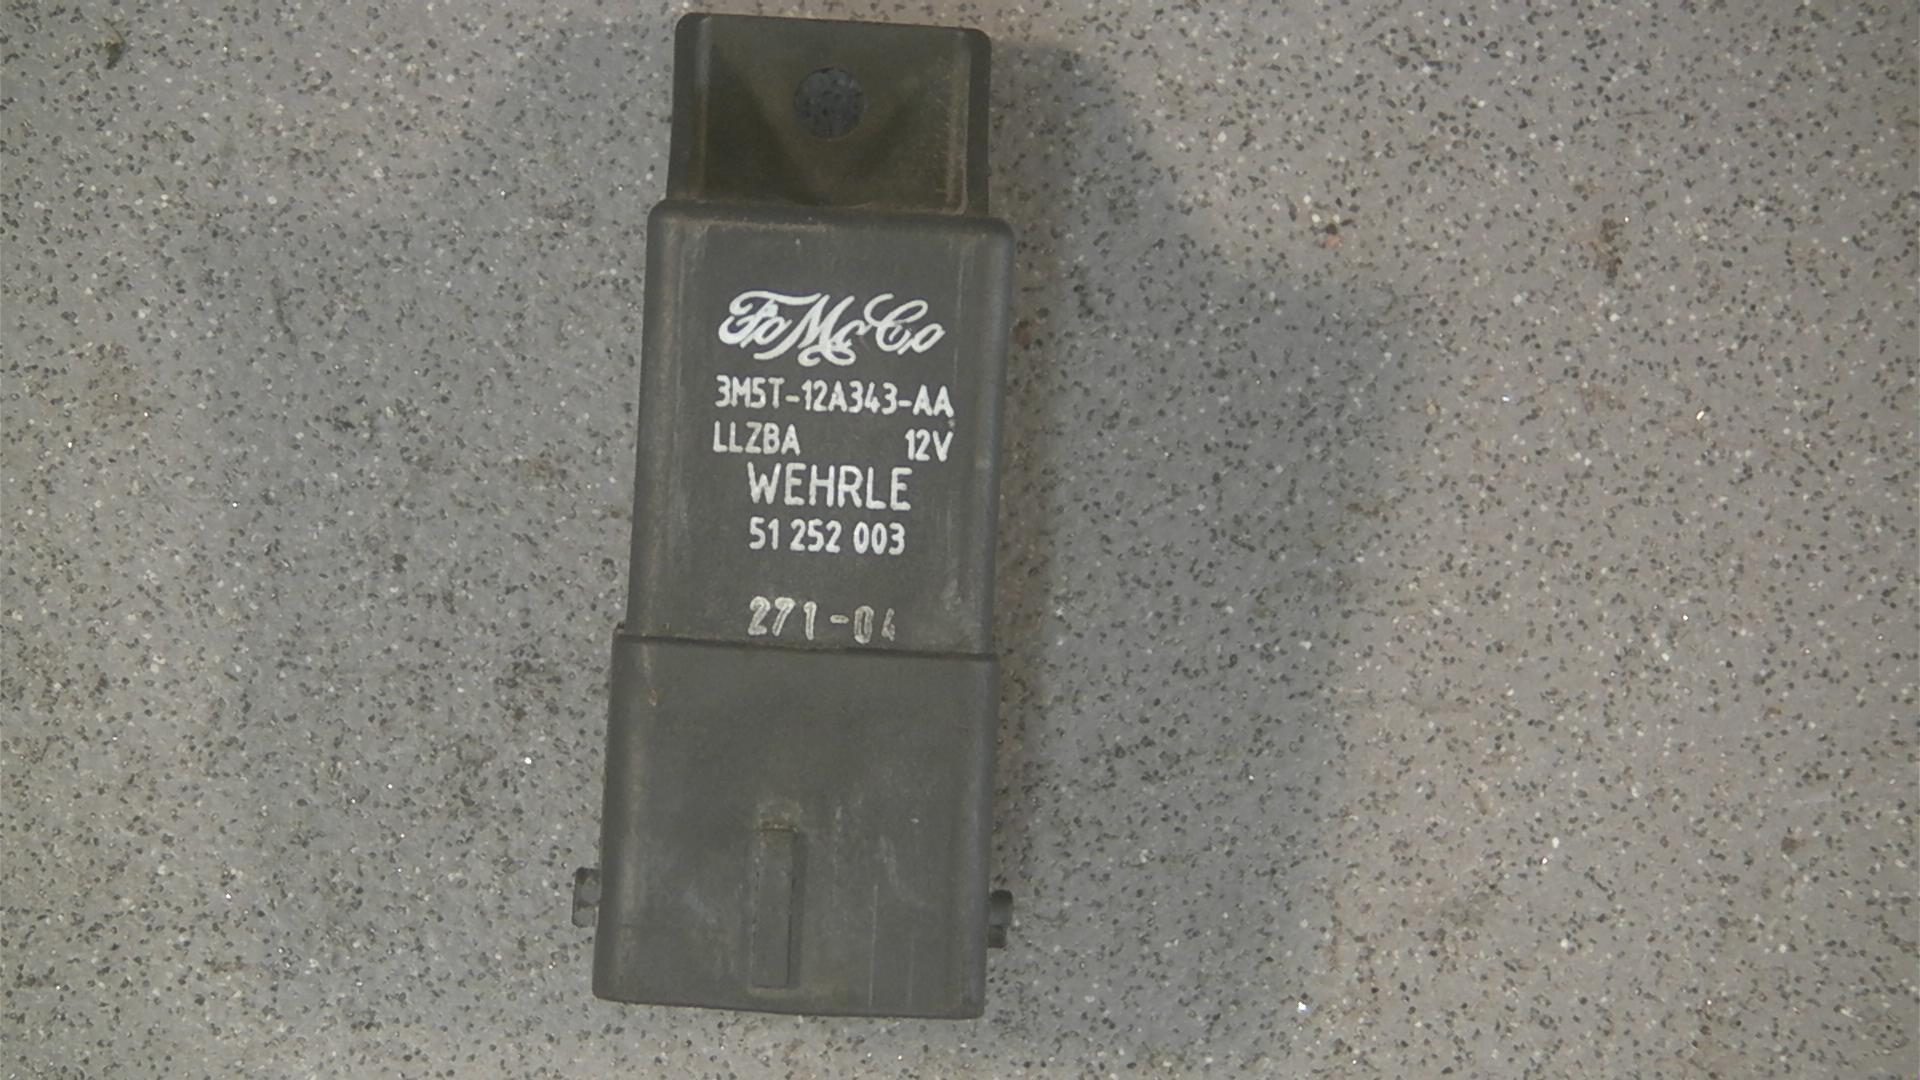 FoMoCo
3M5T-12A343-AA
LLZBA 12V
WEHRLE
51 252 003
271-04